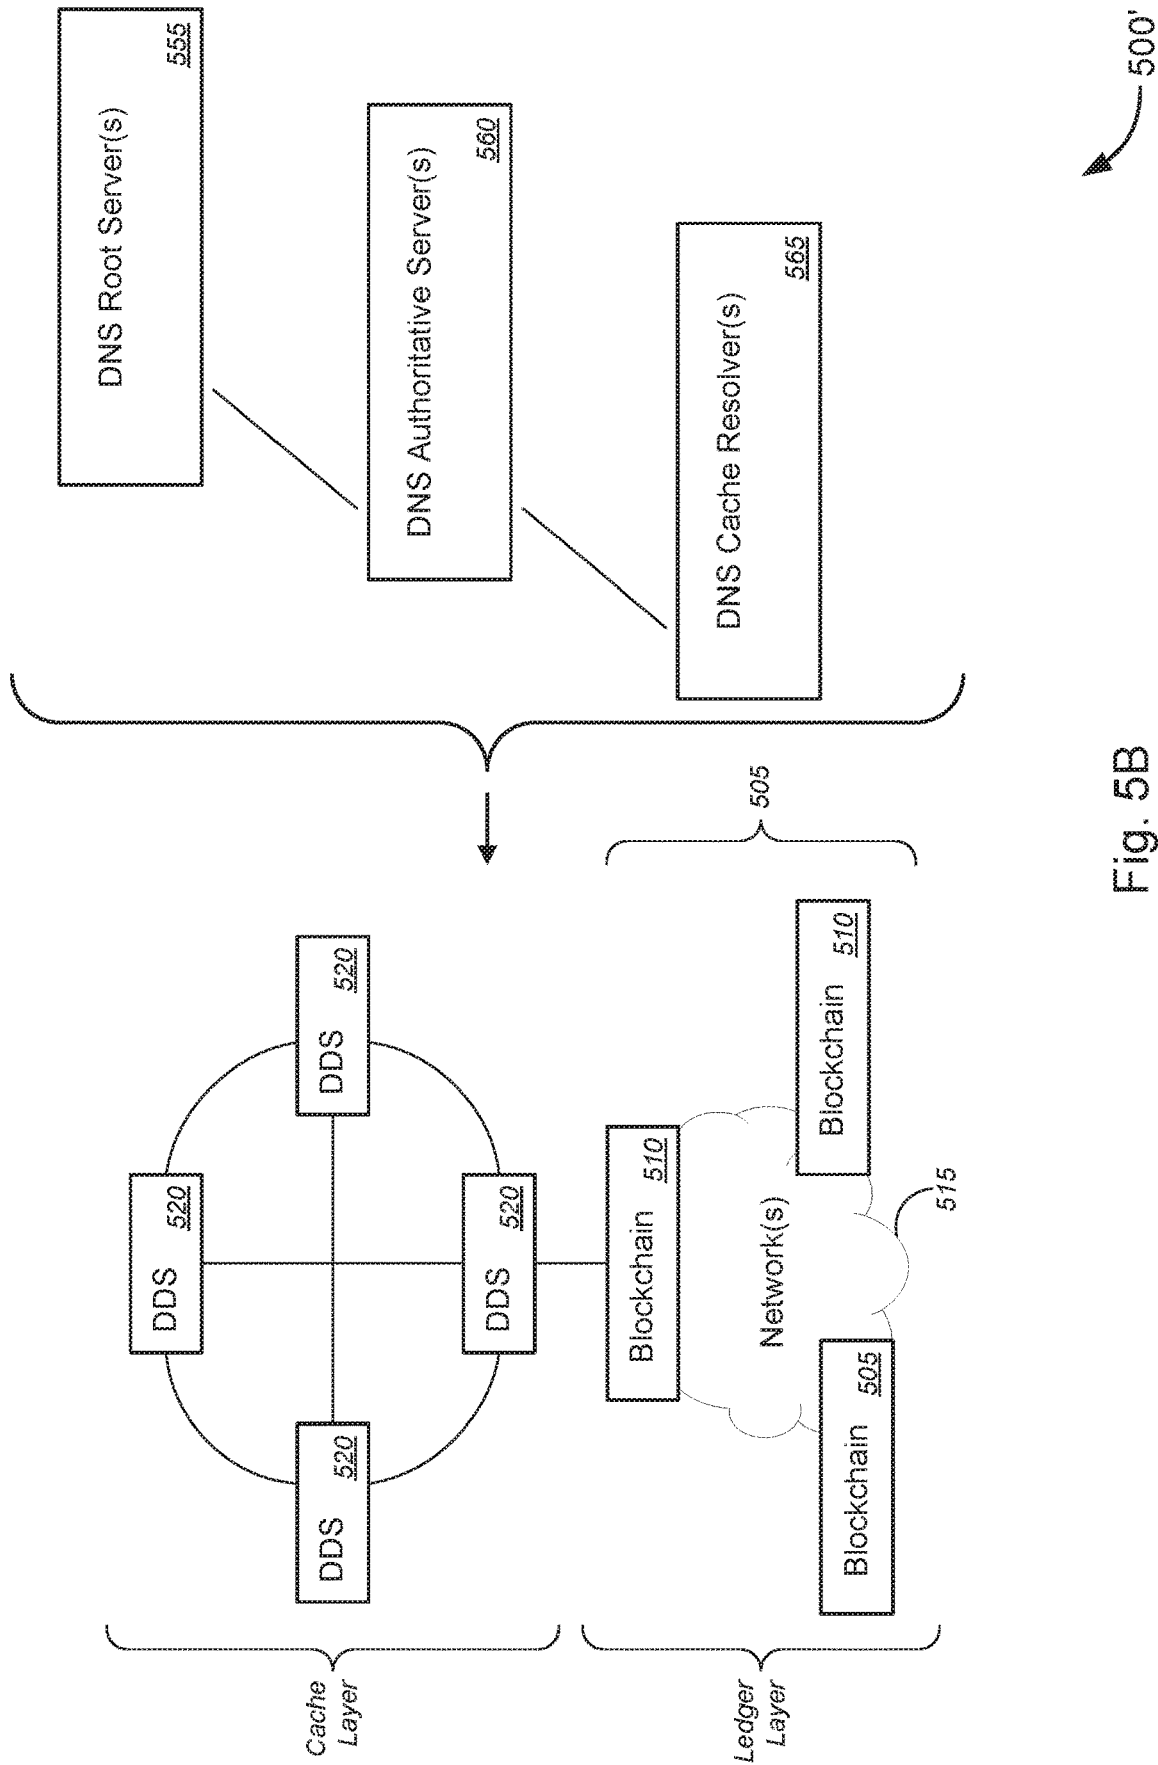 Cache
Layer
DDS
520
DDS
520
DDS
520
DDS
520
Ledger
Layer
Blockchain
510
Network(s)
Blockchain
505
Blockchain
510
515
505
DNS Root Server(s)
555
DNS Authoritative Server(s)
560
DNS Cache Resolver(s)
565
500'
Fig. 5B